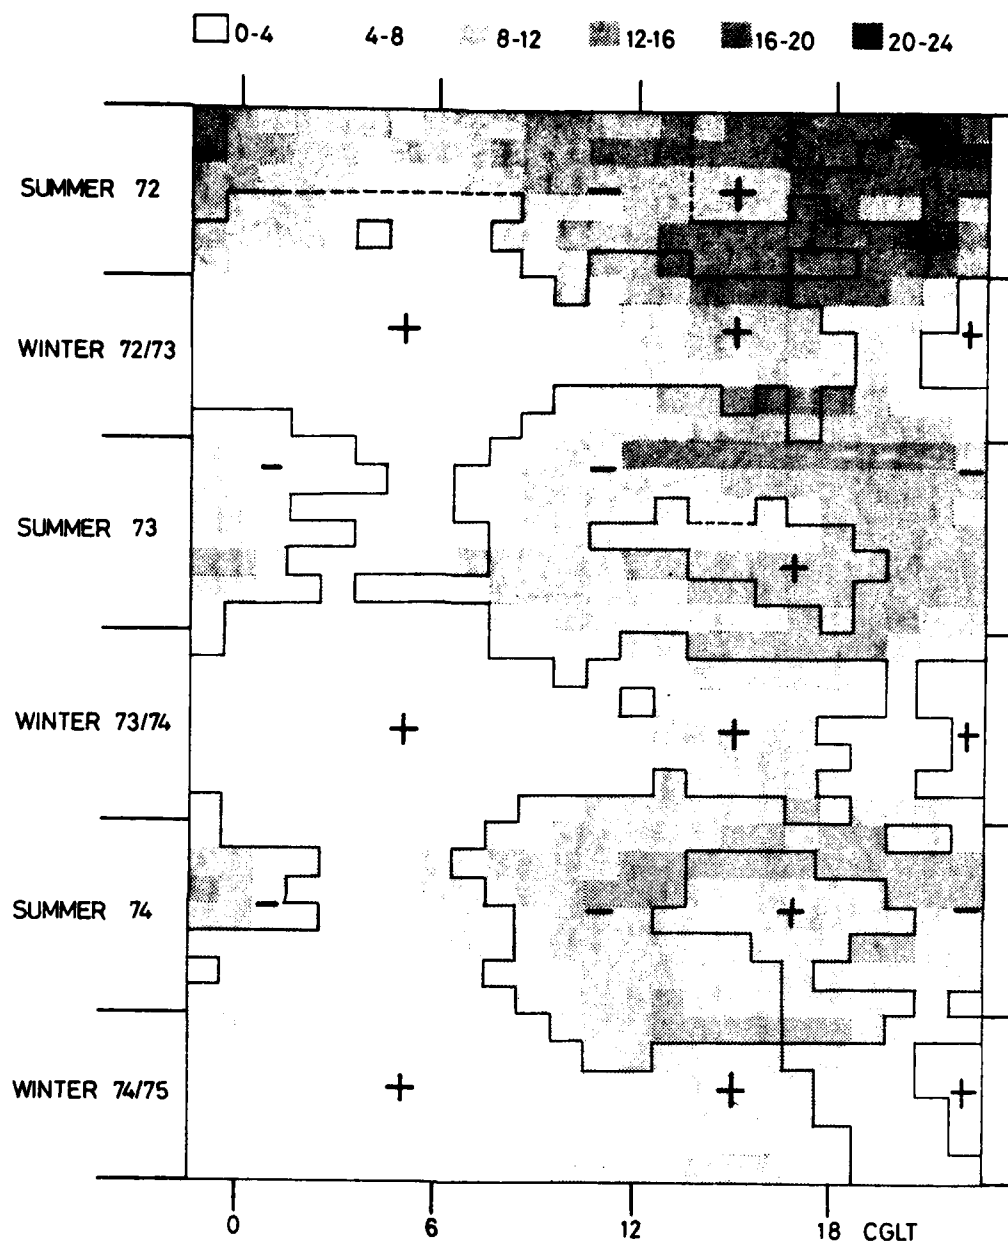 0-4 4-8 8-12 12-16 16-20 20-24
SUMMER 72
WINTER 72/73
SUMMER 73
WINTER 73/74
SUMMER 74
WINTER 74/75
0 6 12 18 CGLT